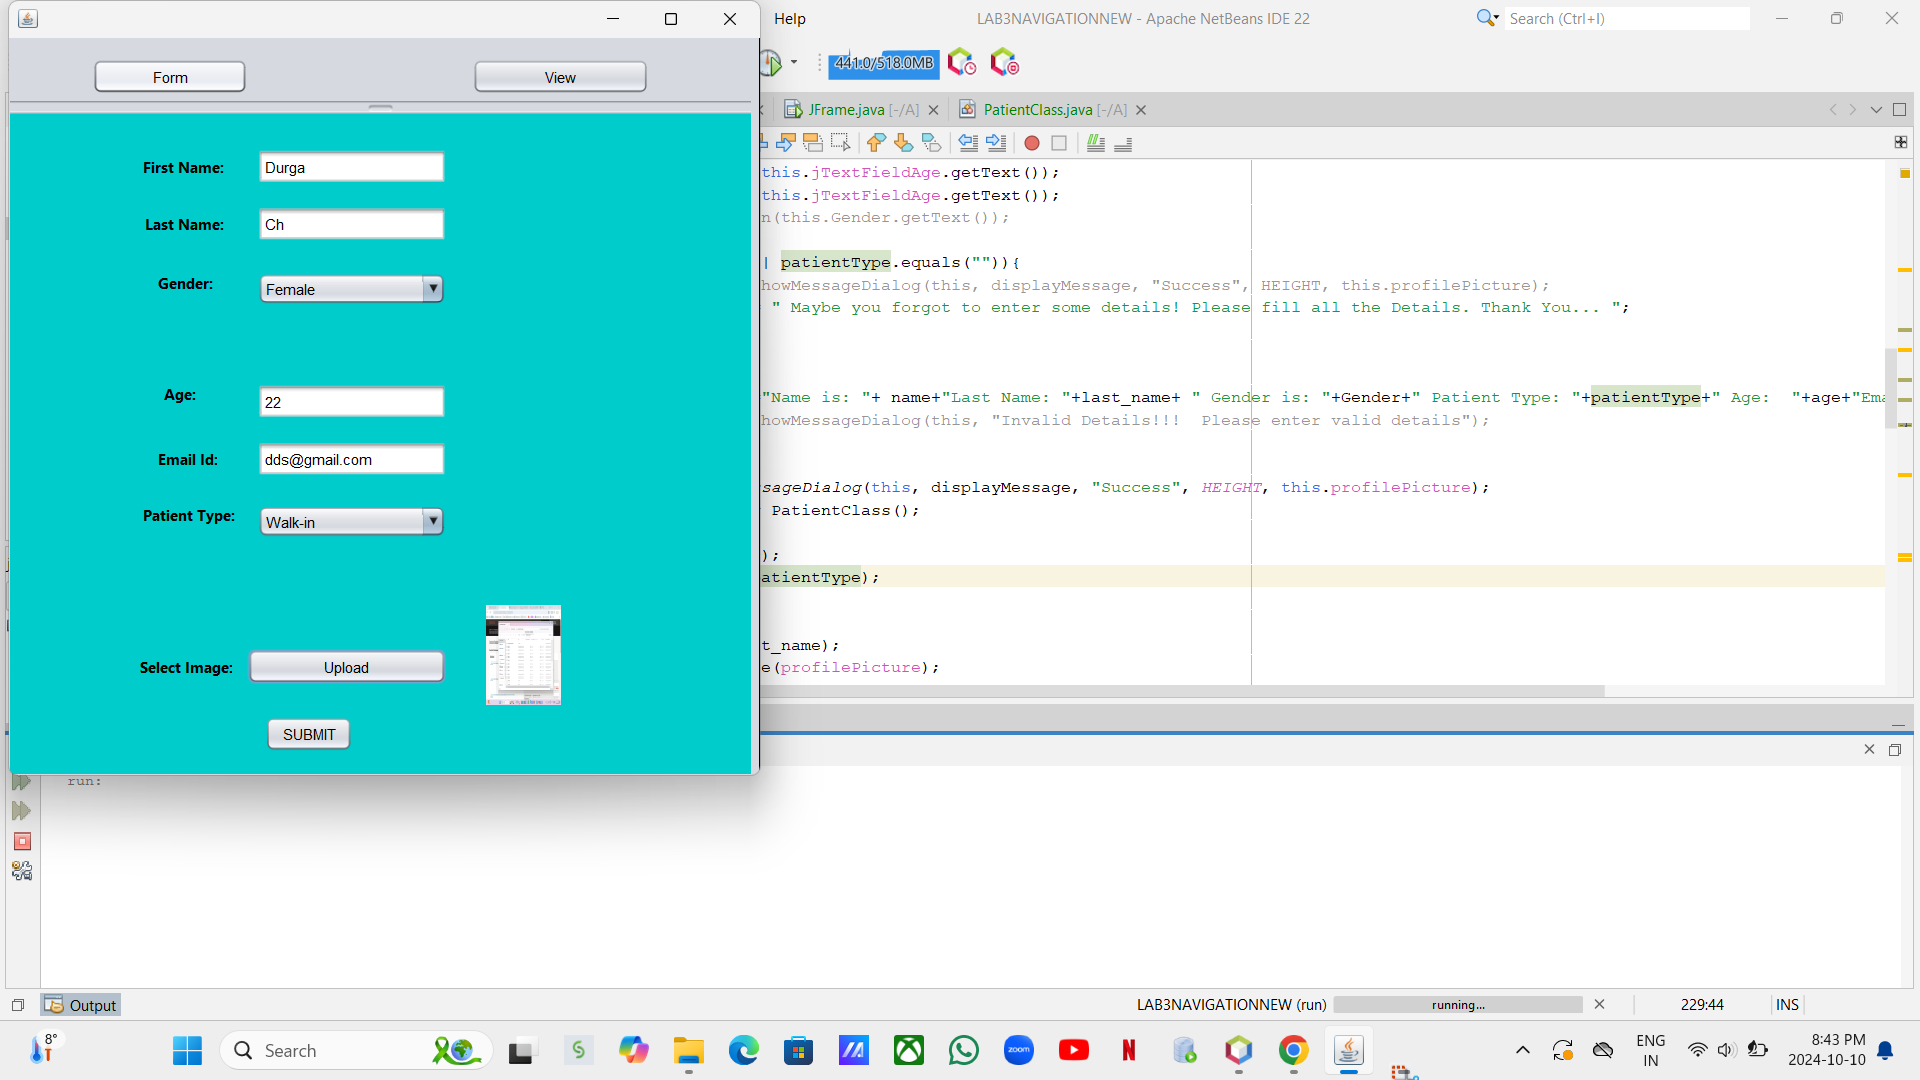 Help
LAB3NAVIGATIONNEW - Apache NetBeans IDE 22
Search (Ctrl+I)
Form
View
441.0/518.0MB
JFrame.java [-/A]
PatientClass.java [-/A]
First Name:
Durga
Last Name:
Ch
Gender:
Female
Age:
22
Email Id:
dds@gmail.com
Patient Type:
Walk-in
Select Image:
Upload
SUBMIT
this.jTextFieldAge.getText());
this.jTextFieldAge.getText());
n(this.Gender.getText());
| patientType.equals("")){
howMessageDialog(this, displayMessage, "Success", HEIGHT, this.profilePicture);
" Maybe you forgot to enter some details! Please fill all the Details. Thank You... ";
"Name is: "+ name+"Last Name: "+last_name+ " Gender is: "+Gender+" Patient Type: "+patientType+" Age:  "+age+"Ema
howMessageDialog(this, "Invalid Details!!!  Please enter valid details");
sageDialog(this, displayMessage, "Success", HEIGHT, this.profilePicture);
PatientClass();
);
atientType);
t_name);
e(profilePicture);
run:
Output
LAB3NAVIGATIONNEW (run)
running...
229:44
INS
8°
Search
zoom
ENG
IN
8:43 PM
2024-10-10